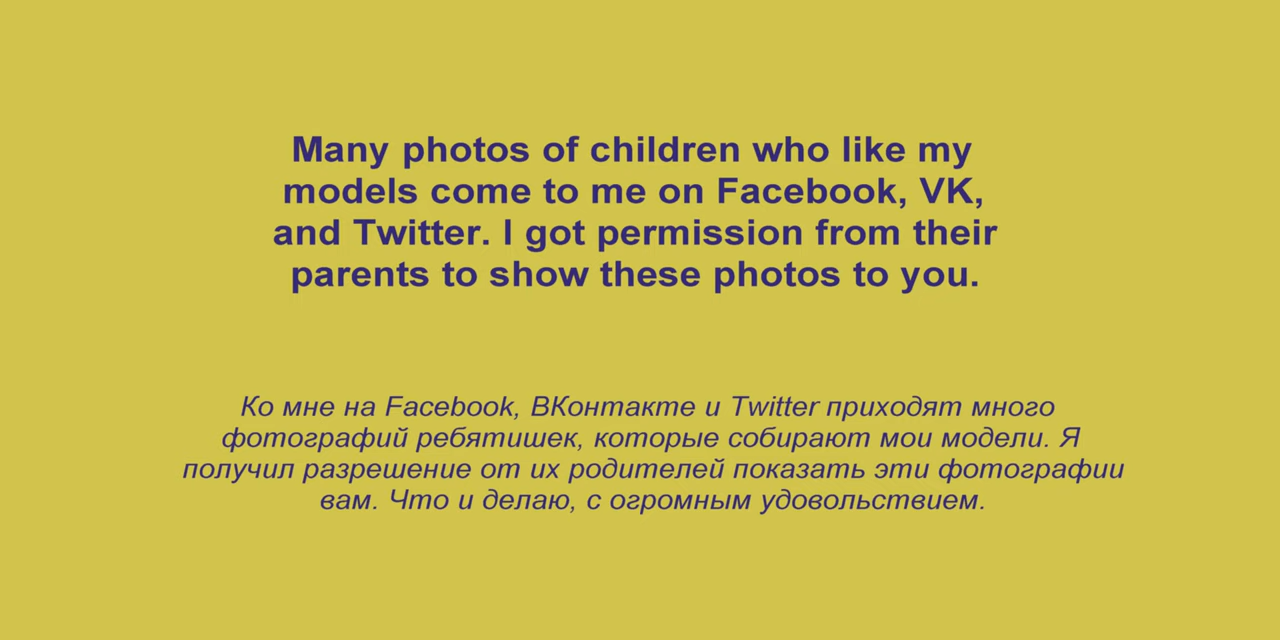 Many photos of children who like my
models come to me on Facebook, VK,
and Twitter. I got permission from their
parents to show these photos to you.
Ко мне на Facebook, ВКонтакте и Twitter приходят много
фотографий ребятишек, которые собирают мои модели. Я
получил разрешение от их родителей показать эти фотографии
вам. Что и делаю, с огромным удовольствием.